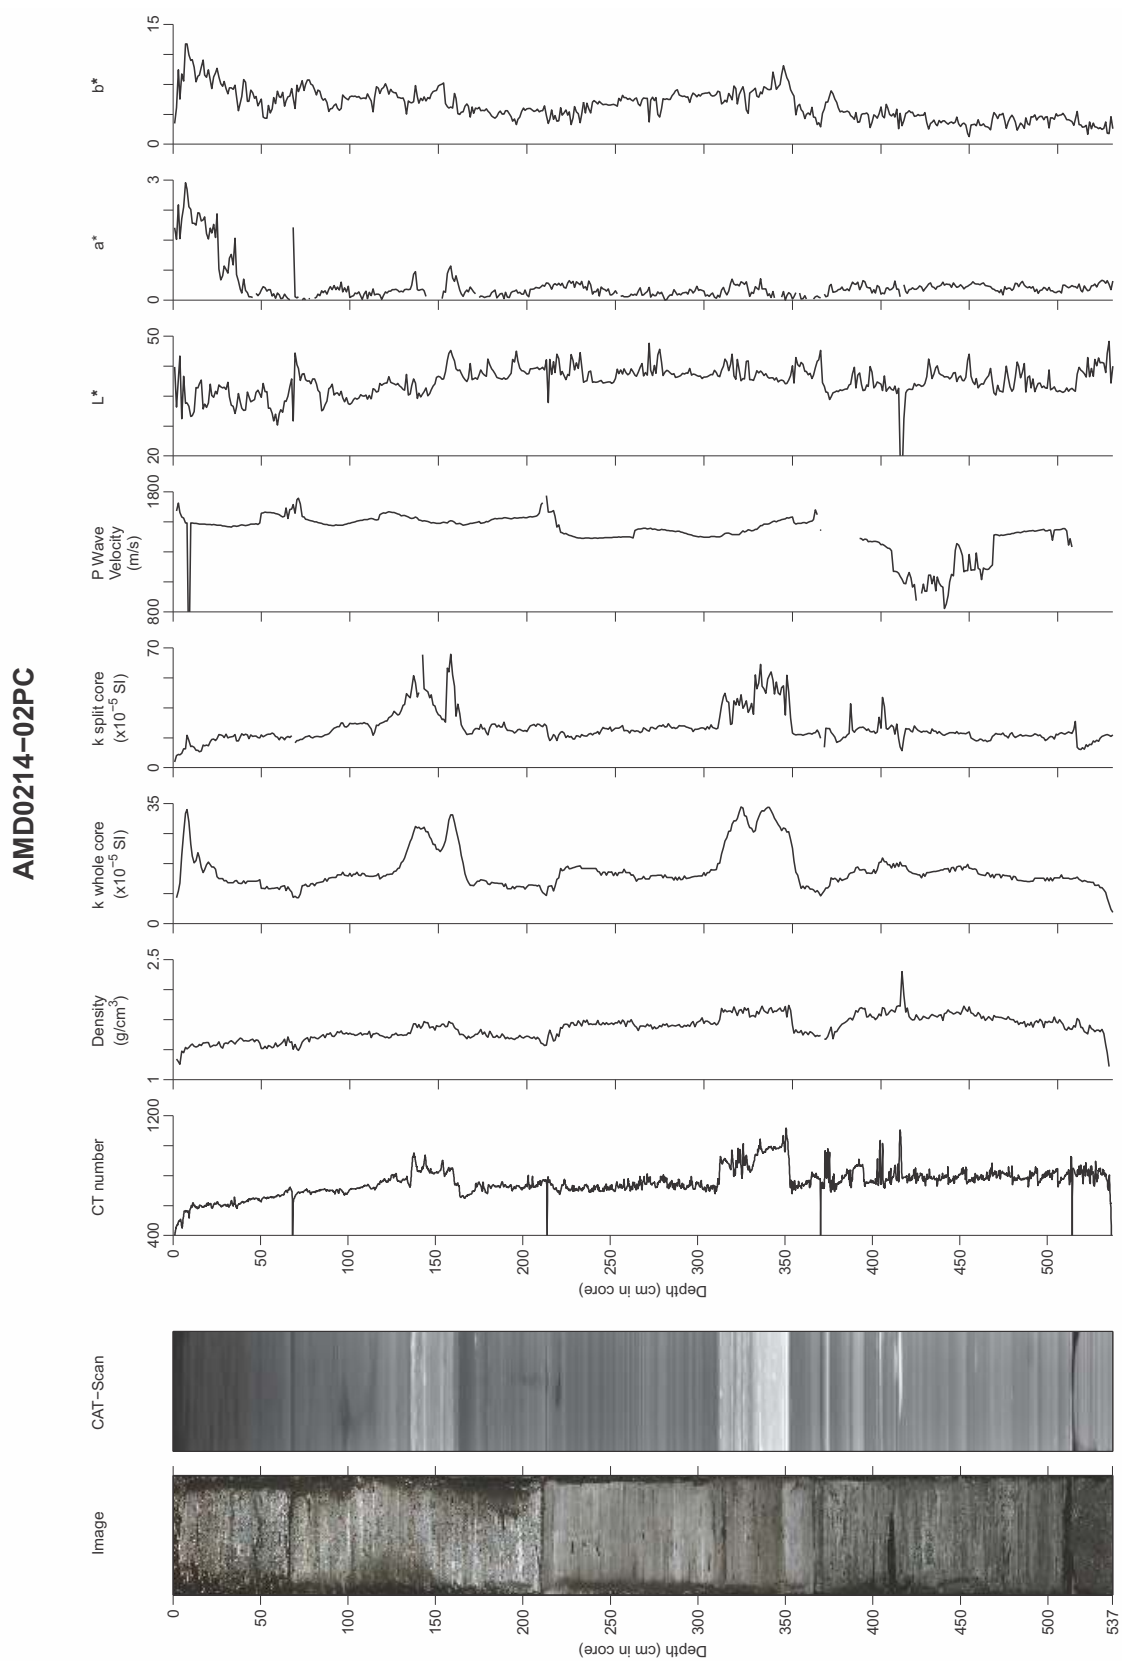 AMD0214−02PC
b*
15
0
a*
3
0
L*
50
20
P Wave
Velocity
(m/s)
1800
800
k split core
(x10⁻⁵ SI)
70
0
k whole core
(x10⁻⁵ SI)
35
0
Density
(g/cm³)
2.5
1
CT number
1200
400
0
50
100
150
200
250
300
350
400
450
500
Depth (cm in core)
CAT−Scan
Image
0
50
100
150
200
250
300
350
400
450
500
537
Depth (cm in core)